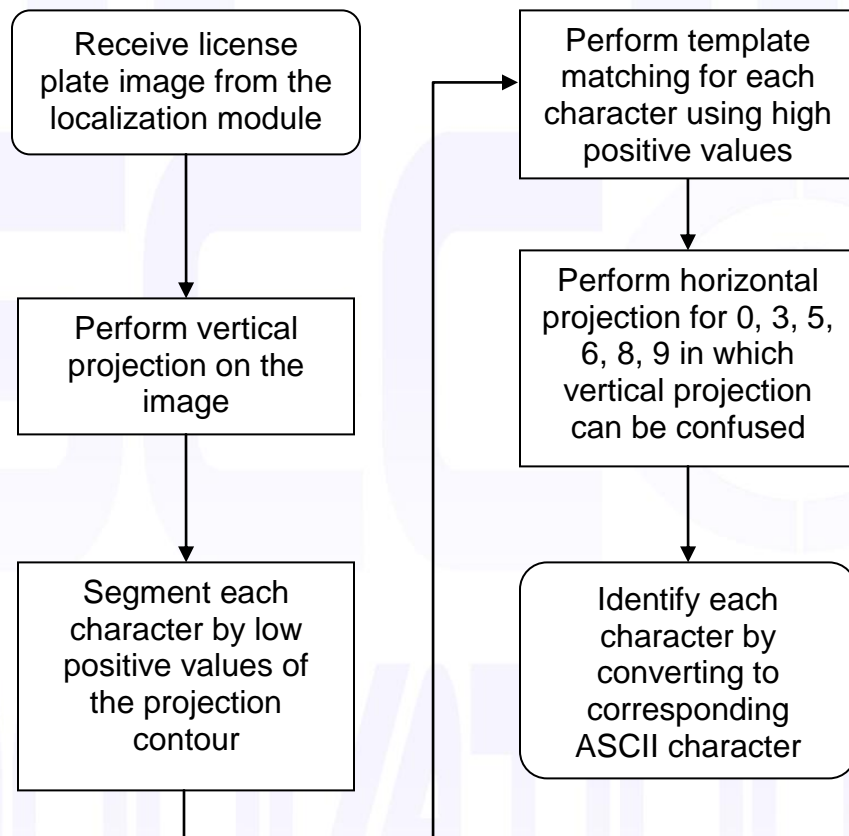 Receive license
plate image from the
localization module
Perform vertical
projection on the
image
Segment each
character by low
positive values of
the projection
contour
Perform template
matching for each
character using high
positive values
Perform horizontal
projection for 0, 3, 5,
6, 8, 9 in which
vertical projection
can be confused
Identify each
character by
converting to
corresponding
ASCII character